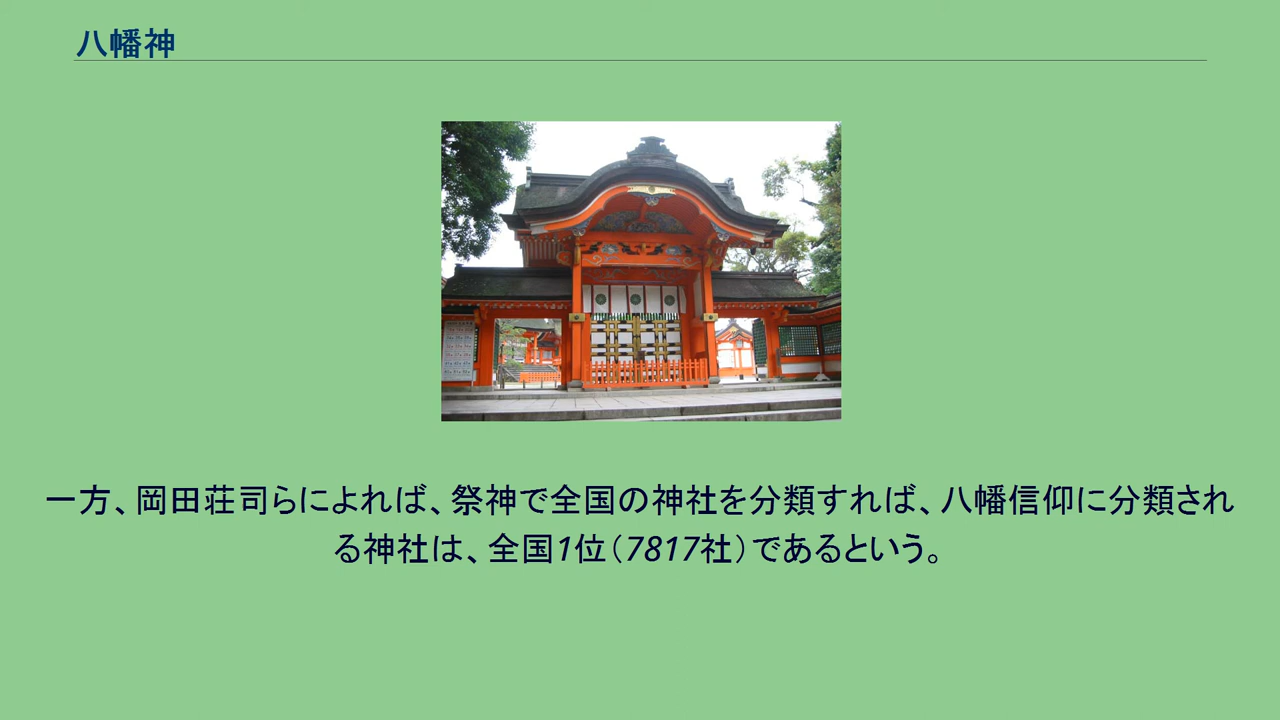 八幡神
一方、岡田荘司らによれば、祭神で全国の神社を分類すれば、八幡信仰に分類され
る神社は、全国1位(7817社)であるという。